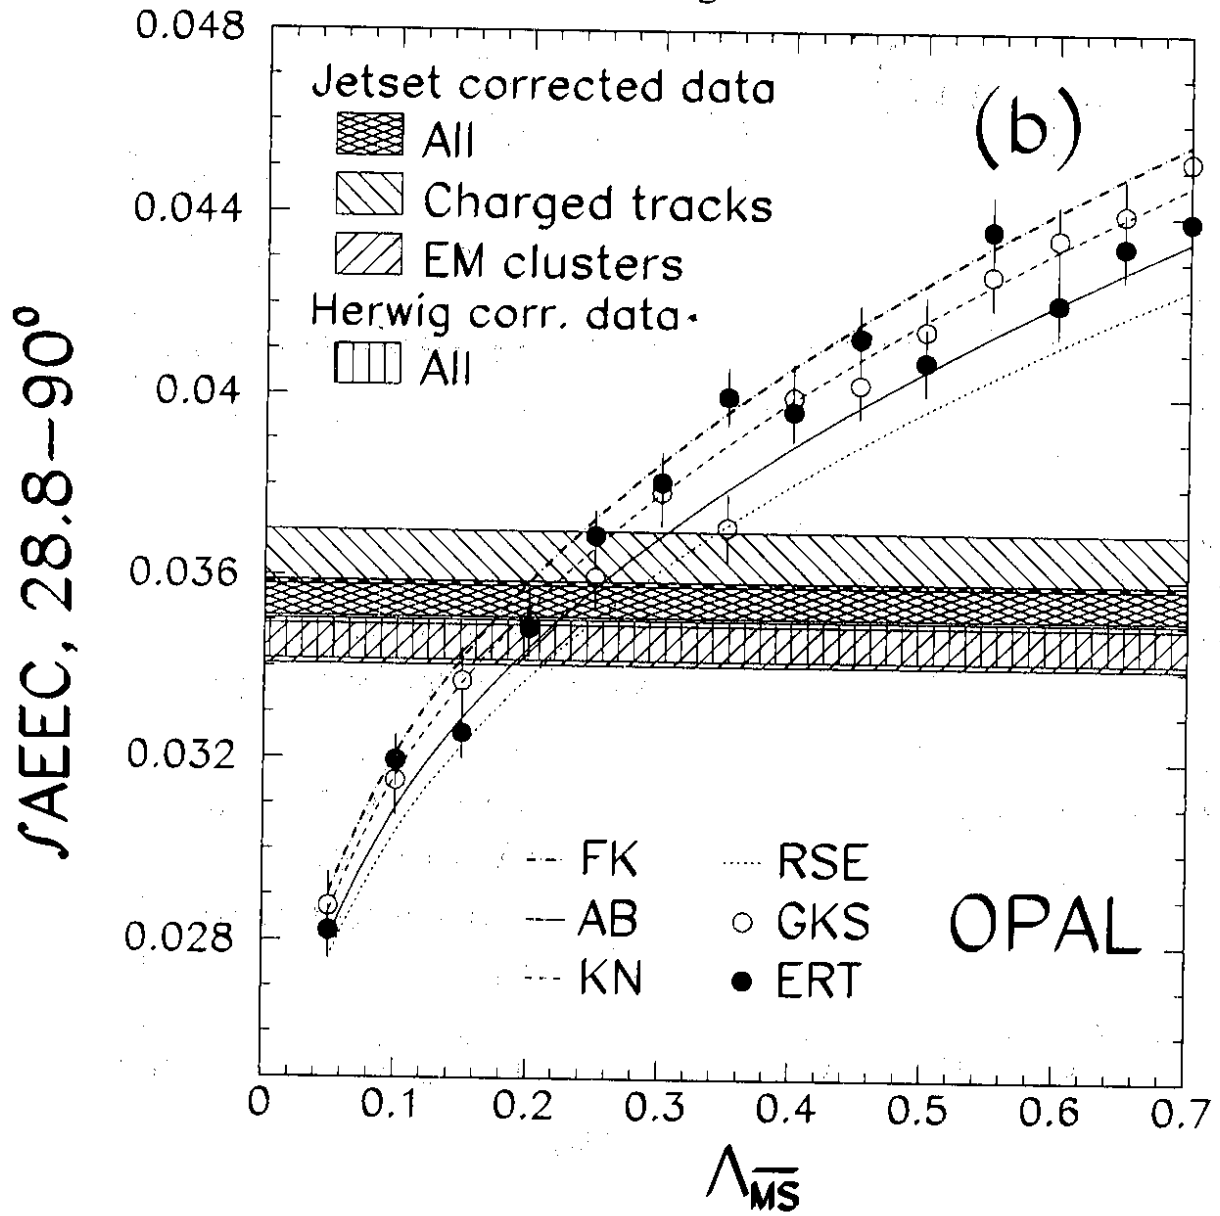 0.048
0.044
0.04
0.036
0.032
0.028
∫AEEC, 28.8–90°
Jetset corrected data
All
Charged tracks
EM clusters
Herwig corr. data
All
(b)
FK
AB
KN
RSE
GKS
ERT
OPAL
0 0.1 0.2 0.3 0.4 0.5 0.6 0.7
Λ_M̅S̅